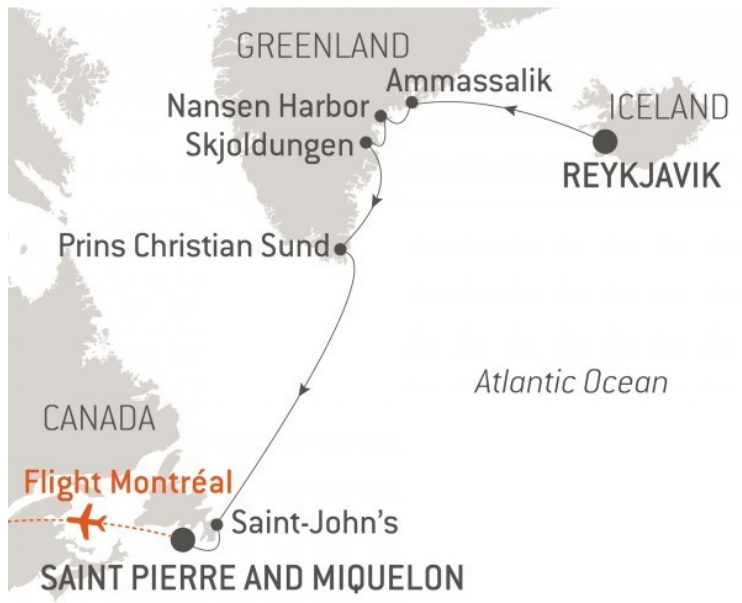 GREENLAND
Ammassalik
Nansen Harbor
ICELAND
Skjoldungen
REYKJAVIK
Prins Christian Sund
Atlantic Ocean
CANADA
Flight Montréal
Saint-John's
SAINT PIERRE AND MIQUELON